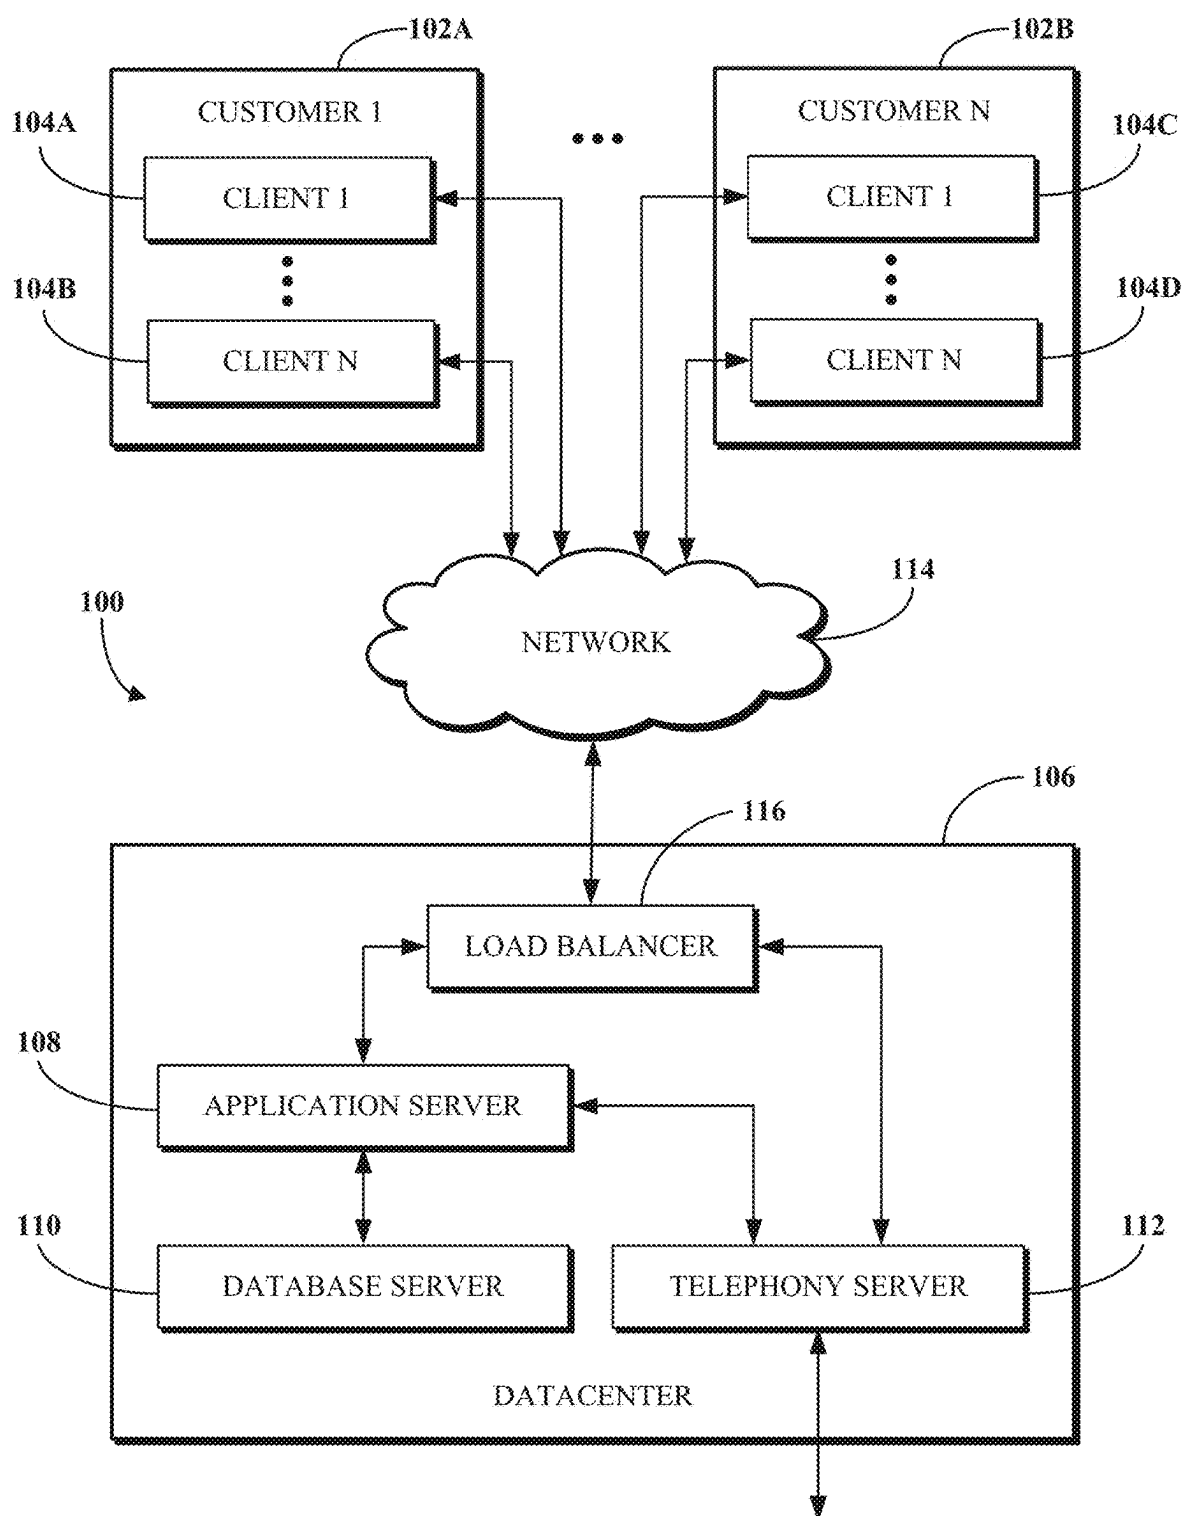 102A
102B
CUSTOMER 1
CUSTOMER N
104A
104C
CLIENT 1
CLIENT 1
104B
104D
CLIENT N
CLIENT N
114
100
NETWORK
106
116
LOAD BALANCER
108
APPLICATION SERVER
110
112
DATABASE SERVER
TELEPHONY SERVER
DATACENTER